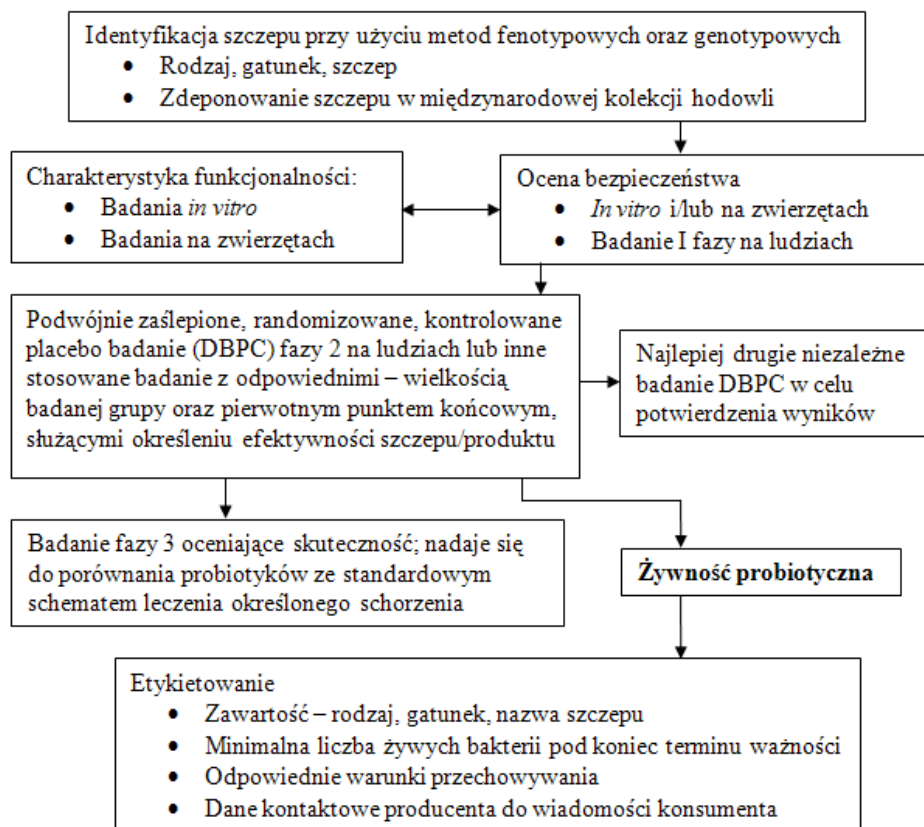 Identyfikacja szczepu przy użyciu metod fenotypowych oraz genotypowych
• Rodzaj, gatunek, szczep
• Zdeponowanie szczepu w międzynarodowej kolekcji hodowli
Charakterystyka funkcjonalności:
• Badania in vitro
• Badania na zwierzętach
Ocena bezpieczeństwa
• In vitro i/lub na zwierzętach
• Badanie I fazy na ludziach
Podwójnie zaślepione, randomizowane, kontrolowane
placebo badanie (DBPC) fazy 2 na ludziach lub inne
stosowane badanie z odpowiednimi – wielkością
badanej grupy oraz pierwotnym punktem końcowym,
służącymi określeniu efektywności szczepu/produktu
Najlepiej drugie niezależne
badanie DBPC w celu
potwierdzenia wyników
Badanie fazy 3 oceniające skuteczność; nadaje się
do porównania probiotyków ze standardowym
schematem leczenia określonego schorzenia
Żywność probiotyczna
Etykietowanie
• Zawartość – rodzaj, gatunek, nazwa szczepu
• Minimalna liczba żywych bakterii pod koniec terminu ważności
• Odpowiednie warunki przechowywania
• Dane kontaktowe producenta do wiadomości konsumenta